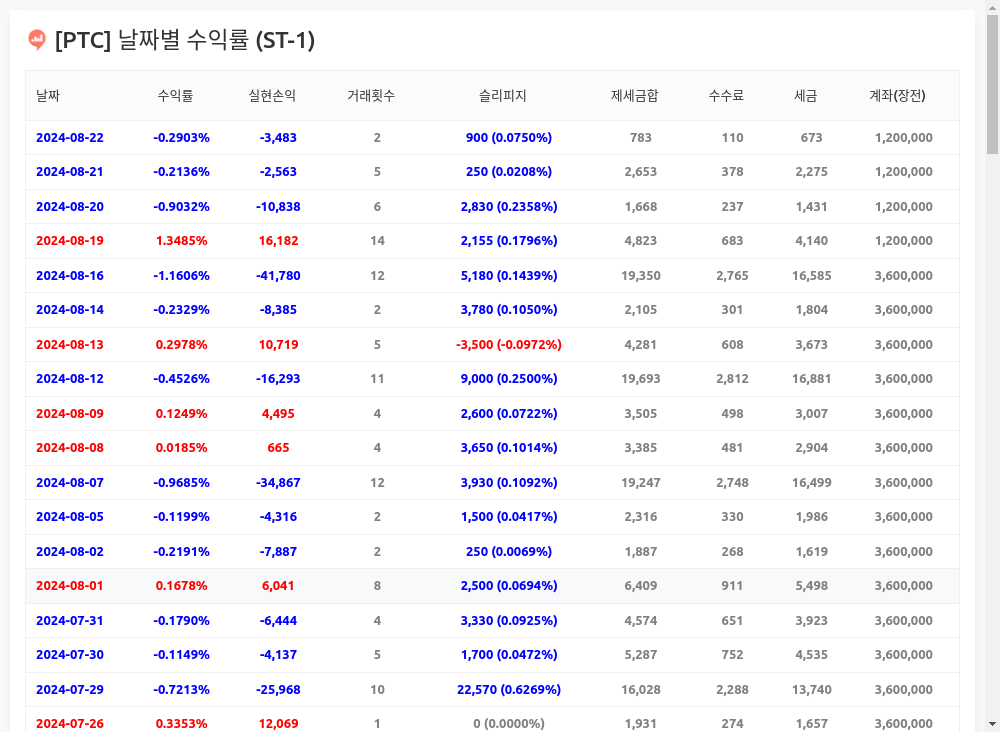 [PTC] 날짜별 수익률 (ST-1)
날짜 수익률 실현손익 거래횟수 슬리피지 제세금합 수수료 세금 계좌(장전)
2024-08-22 -0.2903% -3,483 2 900 (0.0750%) 783 110 673 1,200,000
2024-08-21 -0.2136% -2,563 5 250 (0.0208%) 2,653 378 2,275 1,200,000
2024-08-20 -0.9032% -10,838 6 2,830 (0.2358%) 1,668 237 1,431 1,200,000
2024-08-19 1.3485% 16,182 14 2,155 (0.1796%) 4,823 683 4,140 1,200,000
2024-08-16 -1.1606% -41,780 12 5,180 (0.1439%) 19,350 2,765 16,585 3,600,000
2024-08-14 -0.2329% -8,385 2 3,780 (0.1050%) 2,105 301 1,804 3,600,000
2024-08-13 0.2978% 10,719 5 -3,500 (-0.0972%) 4,281 608 3,673 3,600,000
2024-08-12 -0.4526% -16,293 11 9,000 (0.2500%) 19,693 2,812 16,881 3,600,000
2024-08-09 0.1249% 4,495 4 2,600 (0.0722%) 3,505 498 3,007 3,600,000
2024-08-08 0.0185% 665 4 3,650 (0.1014%) 3,385 481 2,904 3,600,000
2024-08-07 -0.9685% -34,867 12 3,930 (0.1092%) 19,247 2,748 16,499 3,600,000
2024-08-05 -0.1199% -4,316 2 1,500 (0.0417%) 2,316 330 1,986 3,600,000
2024-08-02 -0.2191% -7,887 2 250 (0.0069%) 1,887 268 1,619 3,600,000
2024-08-01 0.1678% 6,041 8 2,500 (0.0694%) 6,409 911 5,498 3,600,000
2024-07-31 -0.1790% -6,444 4 3,330 (0.0925%) 4,574 651 3,923 3,600,000
2024-07-30 -0.1149% -4,137 5 1,700 (0.0472%) 5,287 752 4,535 3,600,000
2024-07-29 -0.7213% -25,968 10 22,570 (0.6269%) 16,028 2,288 13,740 3,600,000
2024-07-26 0.3353% 12,069 1 0 (0.0000%) 1,931 274 1,657 3,600,000